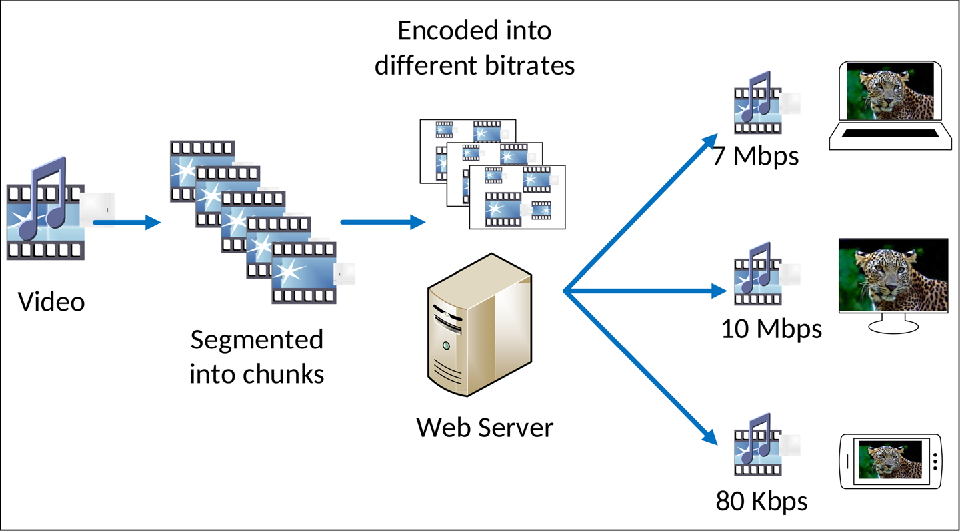 Encoded into
different bitrates
Video
Segmented
into chunks
Web Server
7 Mbps
10 Mbps
80 Kbps